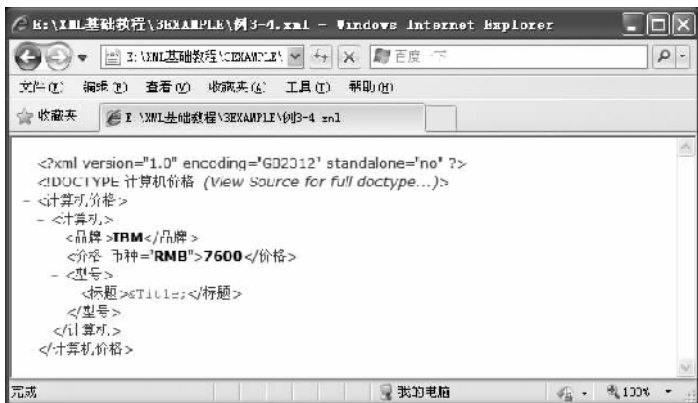 E:\XML基础教程\3EXAMPLE\例3-4.xml - Windows Internet Explorer
E:\XML基础教程\3EXAMPLE\
百度一下
文件(F) 编辑(E) 查看(V) 收藏夹(A) 工具(T) 帮助(H)
收藏夹 E:\XML基础教程\3EXAMPLE\例3-4.xml
<?xml version="1.0" encoding="GB2312" standalone="no" ?>
<!DOCTYPE 计算机价格 (View Source for full doctype...)>
- <计算机价格>
- <计算机>
<品牌 >IBM</品牌 >
<价格 币种="RMB">7600</价格>
- <型号>
<标题>&Title;</标题>
</型号>
</计算机>
</计算机价格>
完成 我的电脑 100%